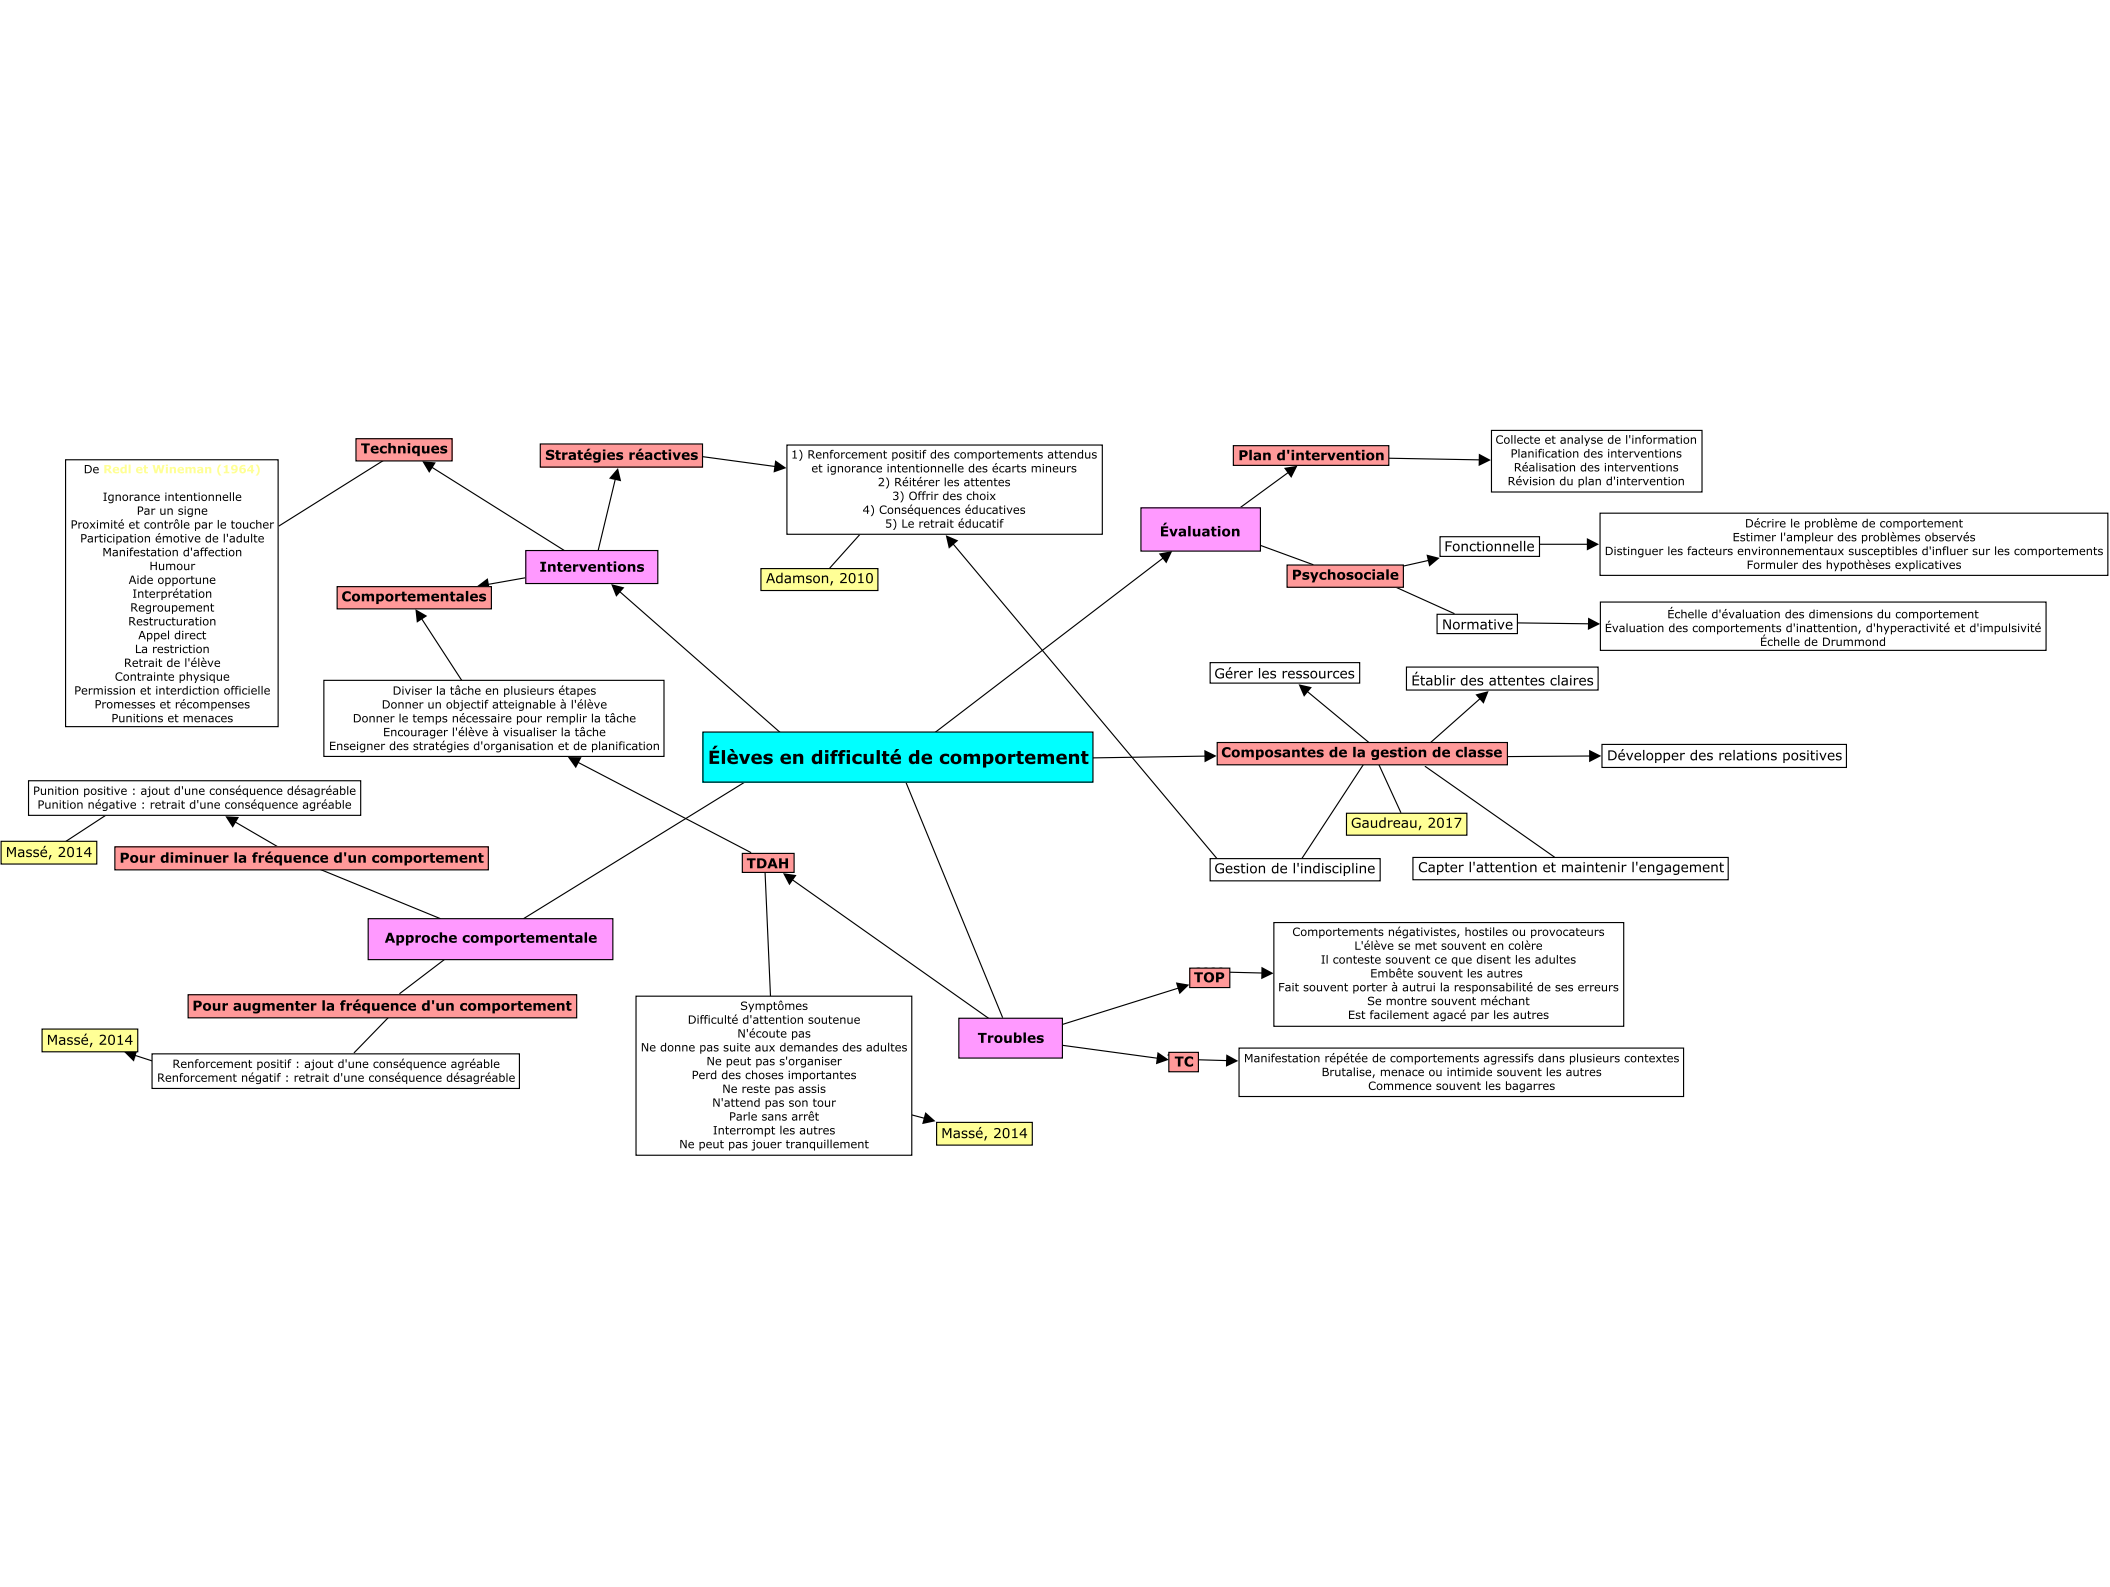 Techniques
De Redl et Wineman (1964)
Ignorance intentionnelle
Par un signe
Proximité et contrôle par le toucher
Participation émotive de l'adulte
Manifestation d'affection
Humour
Aide opportune
Interprétation
Regroupement
Restructuration
Appel direct
La restriction
Retrait de l'élève
Contrainte physique
Permission et interdiction officielle
Promesses et récompenses
Punitions et menaces
Stratégies réactives
1) Renforcement positif des comportements attendus
et ignorance intentionnelle des écarts mineurs
2) Réitérer les attentes
3) Offrir des choix
4) Conséquences éducatives
5) Le retrait éducatif
Adamson, 2010
Interventions
Comportementales
Diviser la tâche en plusieurs étapes
Donner un objectif atteignable à l'élève
Donner le temps nécessaire pour remplir la tâche
Encourager l'élève à visualiser la tâche
Enseigner des stratégies d'organisation et de planification
Plan d'intervention
Collecte et analyse de l'information
Planification des interventions
Réalisation des interventions
Révision du plan d'intervention
Évaluation
Psychosociale
Fonctionnelle
Décrire le problème de comportement
Estimer l'ampleur des problèmes observés
Distinguer les facteurs environnementaux susceptibles d'influer sur les comportements
Formuler des hypothèses explicatives
Normative
Échelle d'évaluation des dimensions du comportement
Évaluation des comportements d'inattention, d'hyperactivité et d'impulsivité
Échelle de Drummond
Élèves en difficulté de comportement
Gérer les ressources
Établir des attentes claires
Composantes de la gestion de classe
Développer des relations positives
Gaudreau, 2017
Gestion de l'indiscipline
Capter l'attention et maintenir l'engagement
Punition positive : ajout d'une conséquence désagréable
Punition négative : retrait d'une conséquence agréable
Massé, 2014
Pour diminuer la fréquence d'un comportement
Approche comportementale
Pour augmenter la fréquence d'un comportement
Massé, 2014
Renforcement positif : ajout d'une conséquence agréable
Renforcement négatif : retrait d'une conséquence désagréable
TDAH
Symptômes
Difficulté d'attention soutenue
N'écoute pas
Ne donne pas suite aux demandes des adultes
Ne peut pas s'organiser
Perd des choses importantes
Ne reste pas assis
N'attend pas son tour
Parle sans arrêt
Interrompt les autres
Ne peut pas jouer tranquillement
Massé, 2014
Troubles
TOP
Comportements négativistes, hostiles ou provocateurs
L'élève se met souvent en colère
Il conteste souvent ce que disent les adultes
Embête souvent les autres
Fait souvent porter à autrui la responsabilité de ses erreurs
Se montre souvent méchant
Est facilement agacé par les autres
TC
Manifestation répétée de comportements agressifs dans plusieurs contextes
Brutalise, menace ou intimide souvent les autres
Commence souvent les bagarres